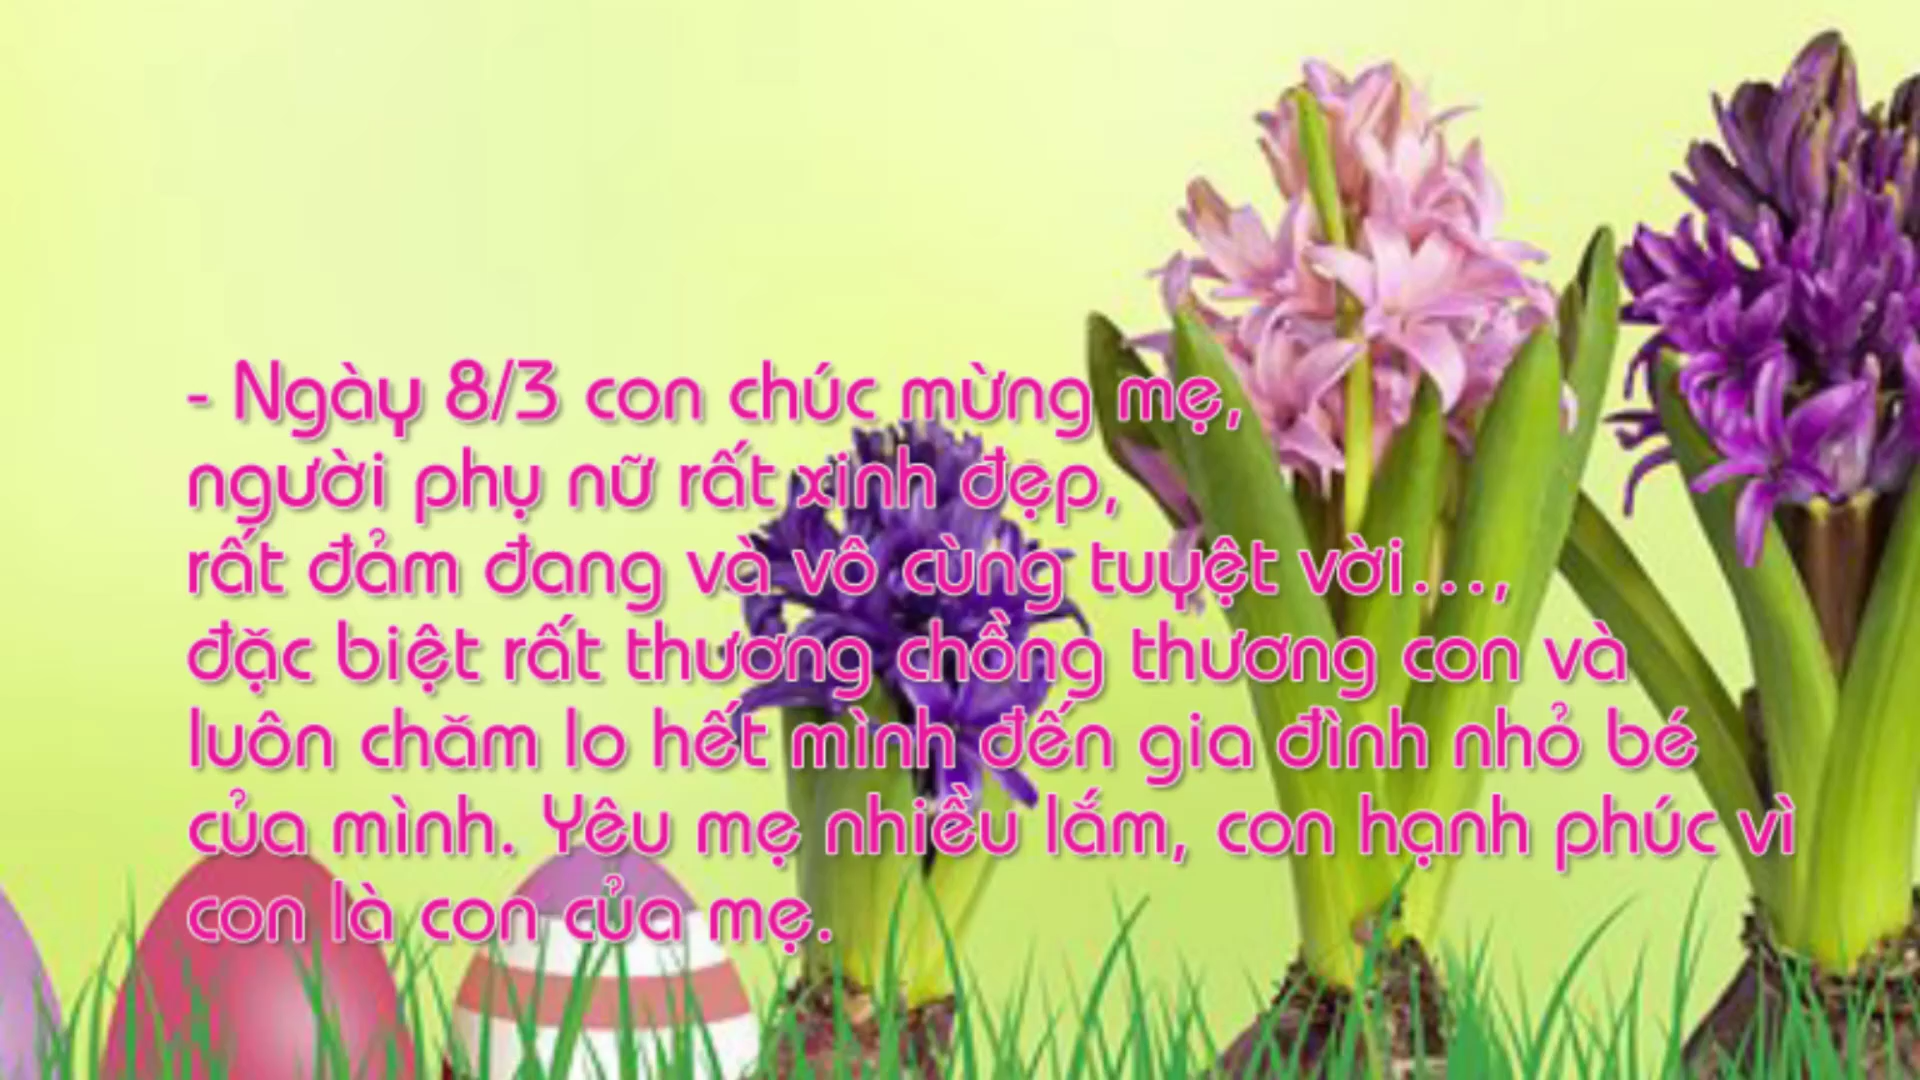 - Ngày 8/3 con chúc mừng mẹ,
người phụ nữ rất xinh đẹp,
rất đảm đang và vô cùng tuyệt vời...,
đặc biệt rất thương chồng thương con và
luôn chăm lo hết mình đến gia đình nhỏ bé
của mình. Yêu mẹ nhiều lắm, con hạnh phúc vì
con là con của mẹ.